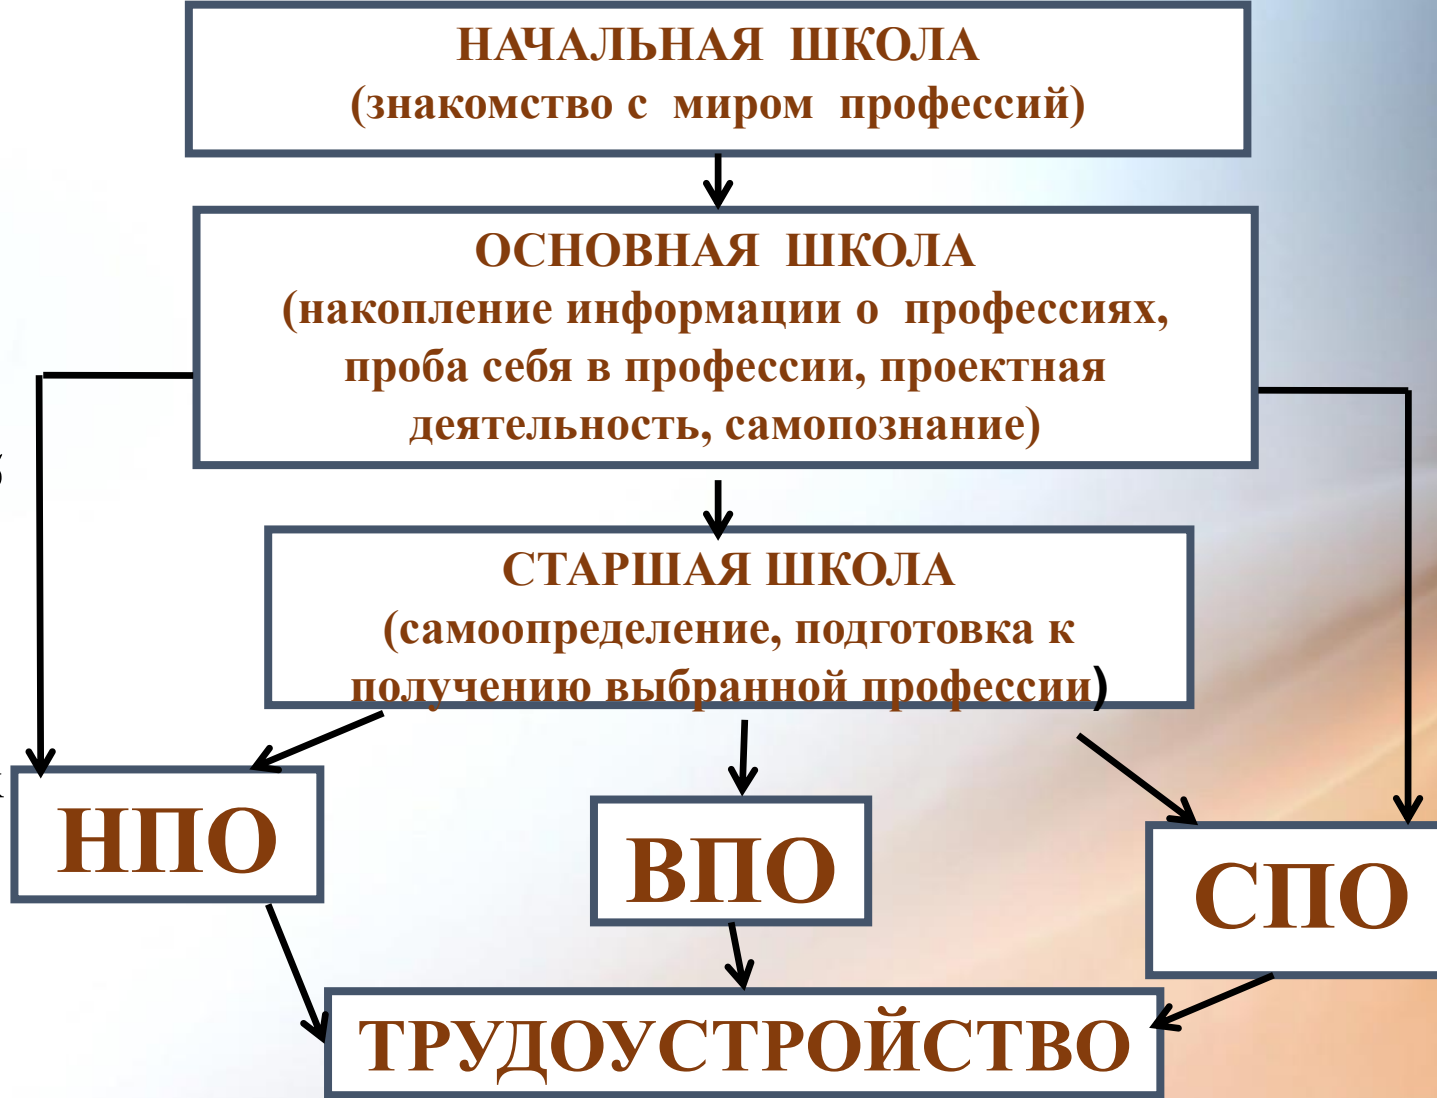 НАЧАЛЬНАЯ ШКОЛА
(знакомство с миром профессий)
ОСНОВНАЯ ШКОЛА
(накопление информации о профессиях,
проба себя в профессии, проектная
деятельность, самопознание)
СТАРШАЯ ШКОЛА
(самоопределение, подготовка к
получению выбранной профессии)
НПО
ВПО
СПО
ТРУДОУСТРОЙСТВО